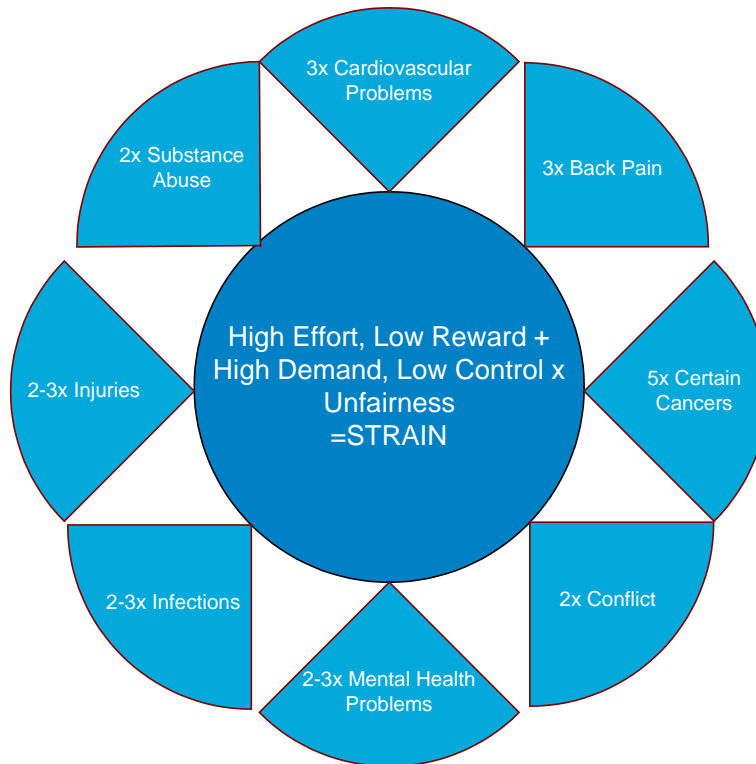 3x Cardiovascular
Problems
3x Back Pain
5x Certain
Cancers
2x Conflict
2-3x Mental Health
Problems
2-3x Infections
2-3x Injuries
2x Substance
Abuse
High Effort, Low Reward +
High Demand, Low Control x
Unfairness
=STRAIN